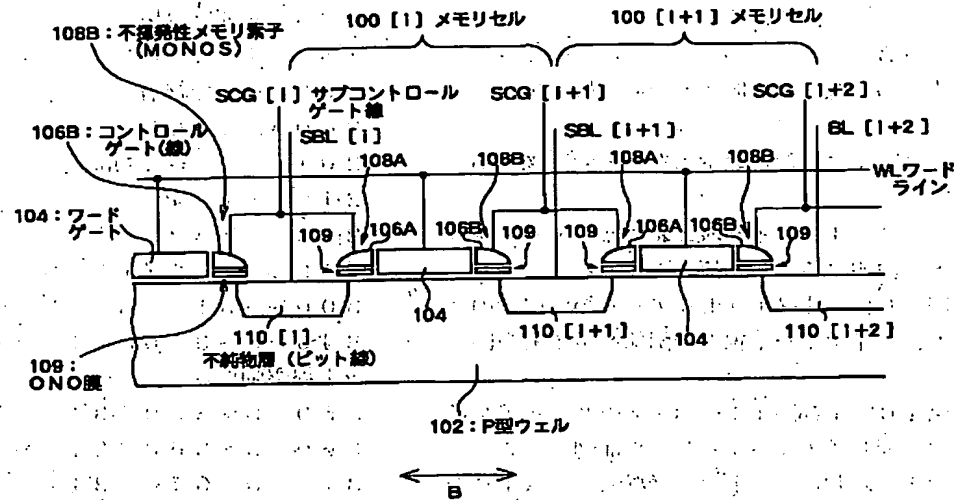 100 [i] メモリセル
100 [i+1] メモリセル
108B：不揮発性メモリ素子
(MONOS)
SCG [i] サブコントロール
ゲート線
SCG [i+1]
SCG [i+2]
106B：コントロール
ゲート(線)
SBL [i]
SBL [i+1]
BL [i+2]
108A
108B
108A
108B
WLワード
ライン
104：ワード
ゲート
109
106A
106B
109
109
106A
106B
109
104
104
110 [i]
不純物層（ビット線）
110 [i+1]
110 [i+2]
109：
ONO膜
102：P型ウェル
B